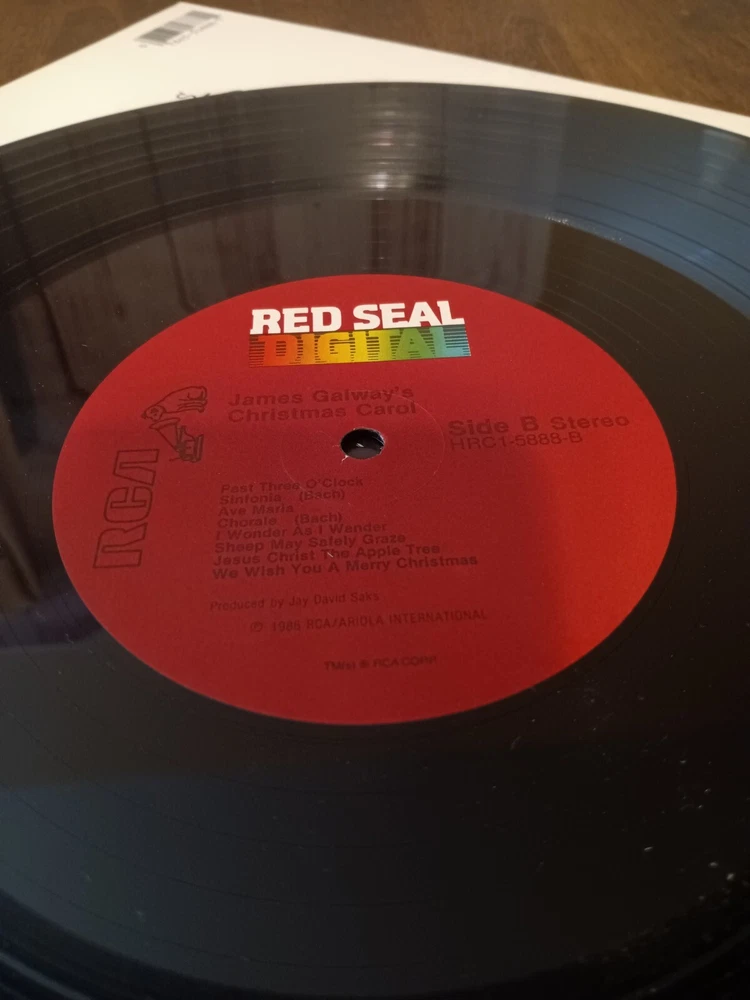 RED SEAL
DIGITAL
James Galway's
Christmas Carol
Side B Stereo
HRC1-5888-B
RCA
Past Three O'Clock
Sinfonia (Bach)
Ave Maria
Chorale (Bach)
I Wonder As I Wander
Sheep May Safely Graze
Jesus Christ The Apple Tree
We Wish You A Merry Christmas
Produced by Jay David Saks
℗ 1986 RCA/ARIOLA INTERNATIONAL
TM(s) ® RCA CORP.